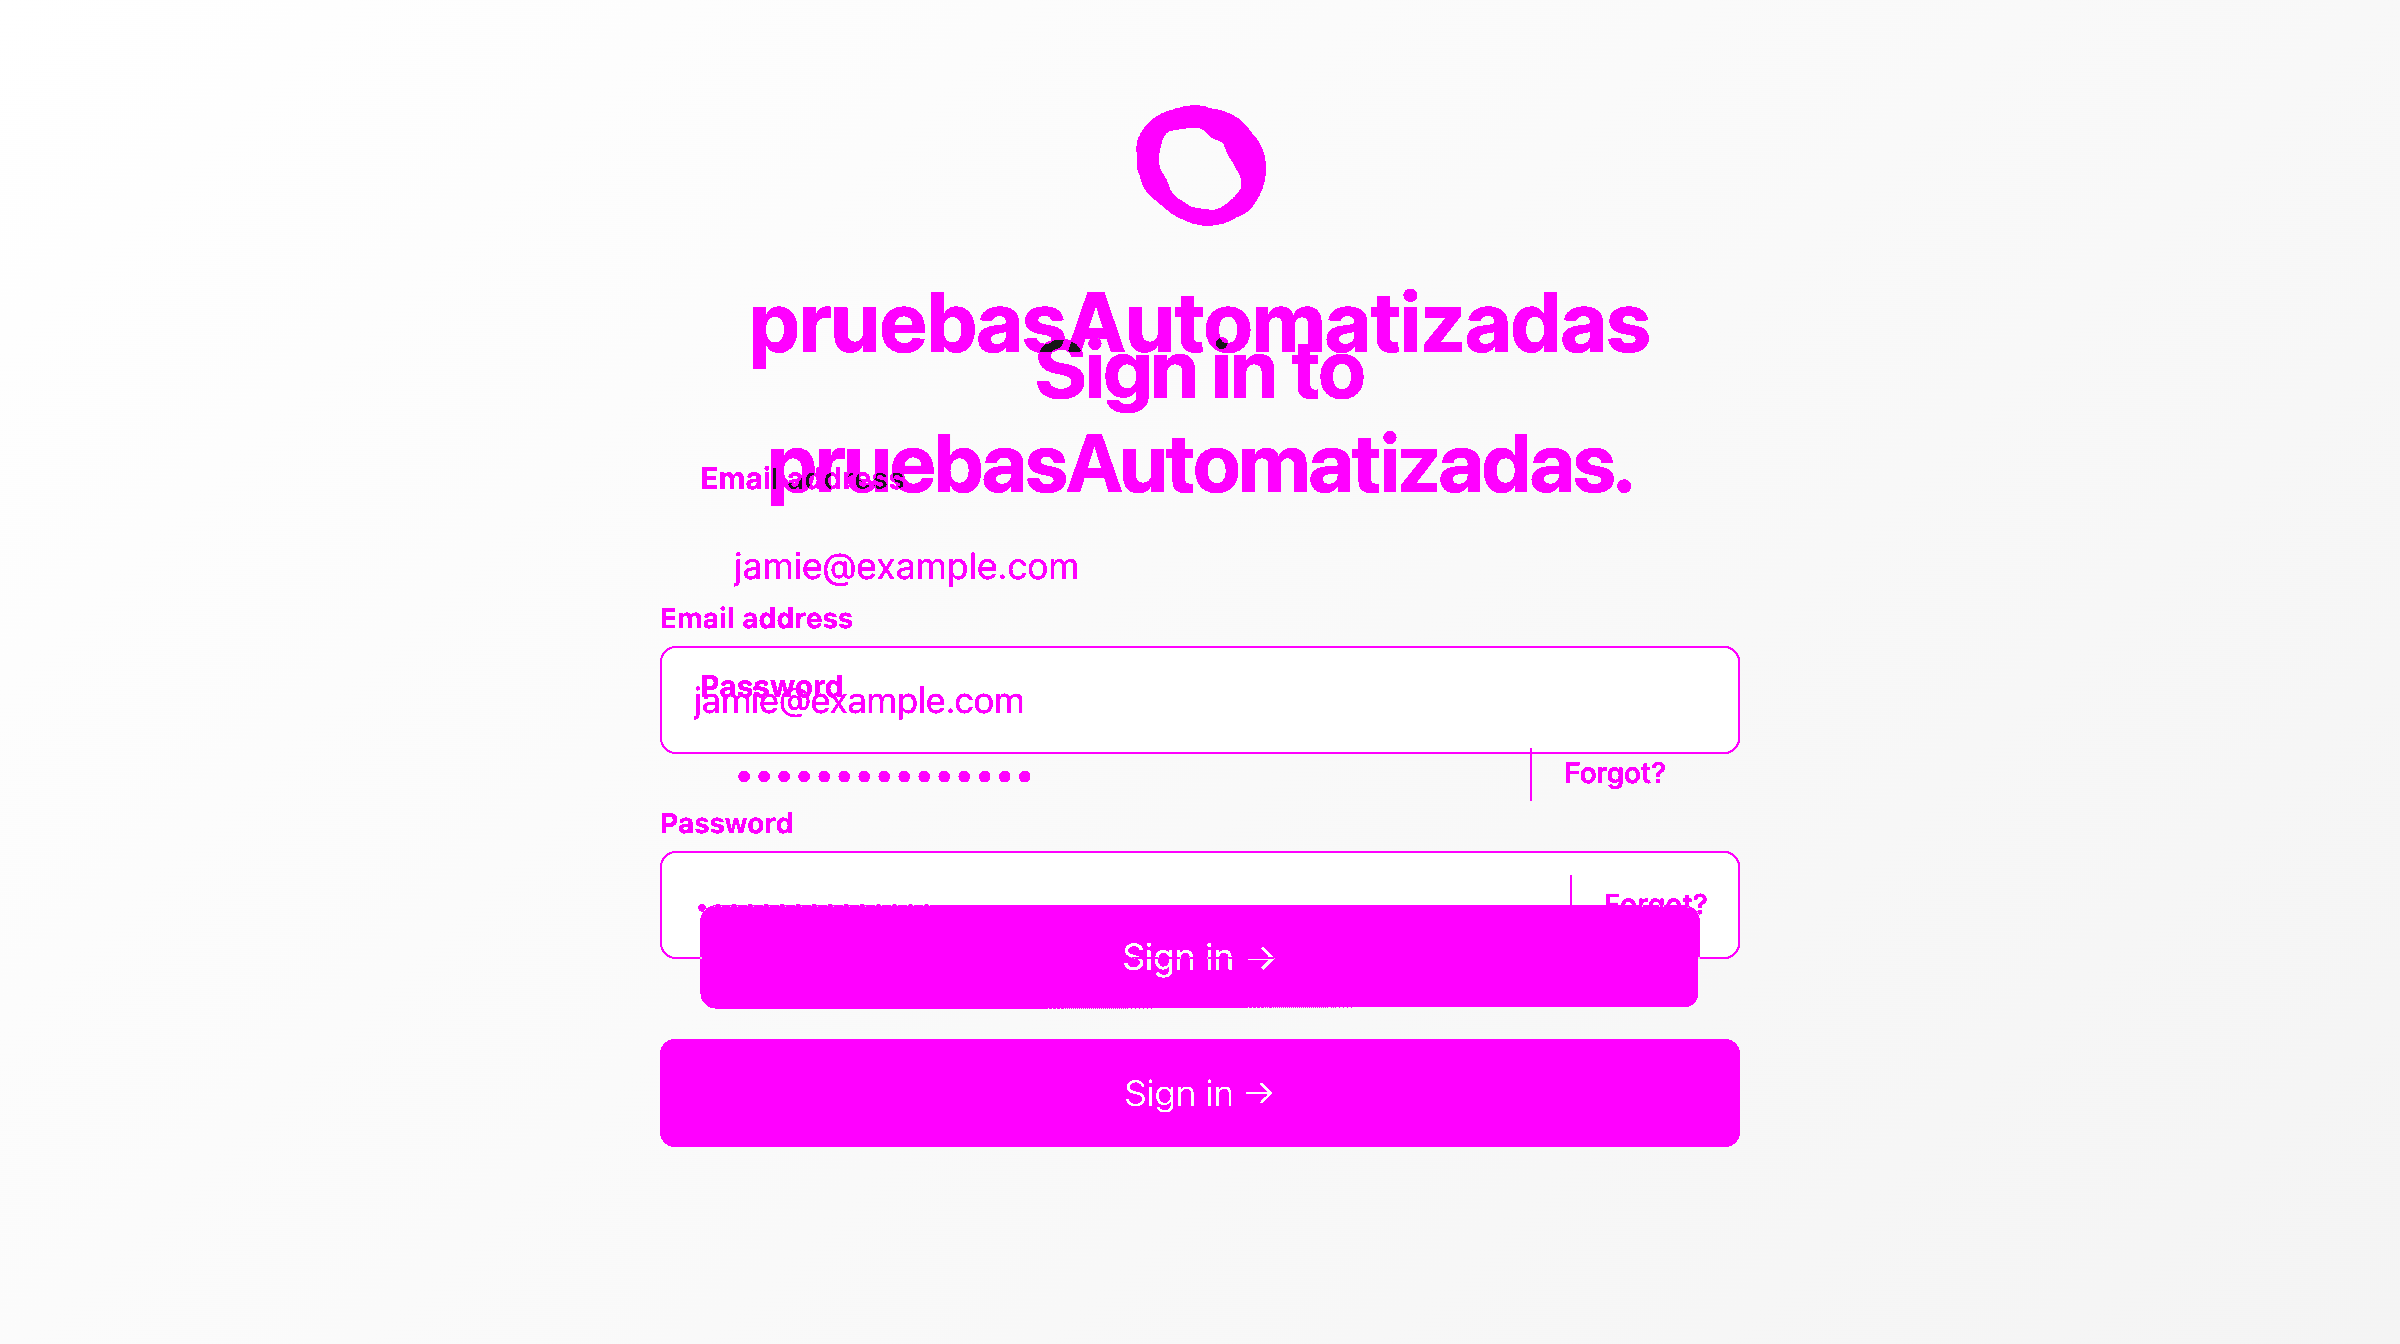 pruebasAutomatizadas
Sign in to
pruebasAutomatizadas.
Email address
jamie@example.com
Email address
Password
jamie@example.com
•••••••••••••••
Forgot?
Password
Forgot?
Sign in →
Sign in →